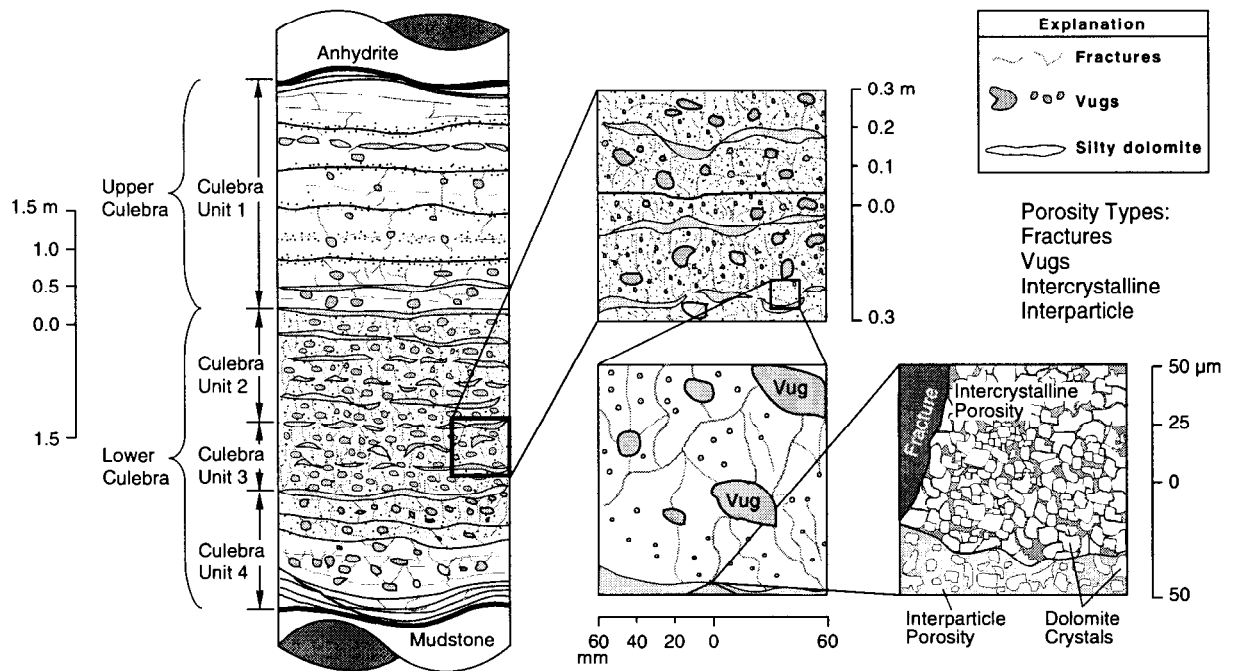 Anhydrite
Upper
Culebra
Culebra
Unit 1
1.5 m
1.0
0.5
0.0
1.5
Culebra
Unit 2
Lower
Culebra
Culebra
Unit 3
Culebra
Unit 4
Mudstone
0.3 m
0.2
0.1
0.0
0.3
Explanation
Fractures
Vugs
Silty dolomite
Porosity Types:
Fractures
Vugs
Intercrystalline
Interparticle
Vug
Vug
60 40 20 0 60
mm
Fracture
Intercrystalline
Porosity
50 µm
25
0
50
Interparticle
Porosity
Dolomite
Crystals